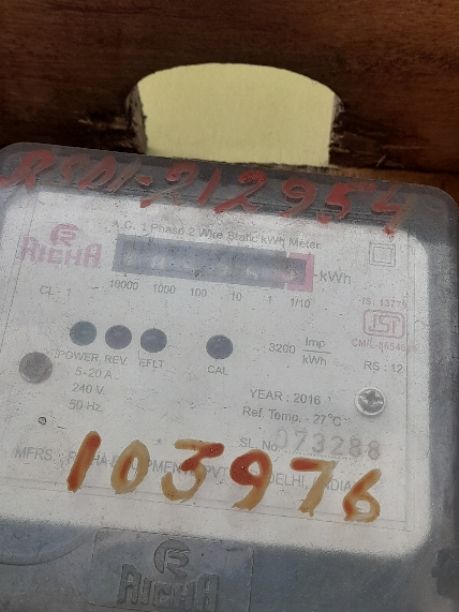 RSD1-212954
A.C. 1 Phase 2 Wire Static kWh Meter
RICHA
kWh
10000 1000 100 10 1 1/10
CL : 1
IS : 13779
ISI
3200 Imp/kWh
RS : 12
POWER REV. EFLT CAL
5-20 A
240 V.
50 Hz.
YEAR : 2016
Ref. Temp. - 27°C
SL. No. 073288
MFRS. DELHI, (INDIA)
103976
RICHA